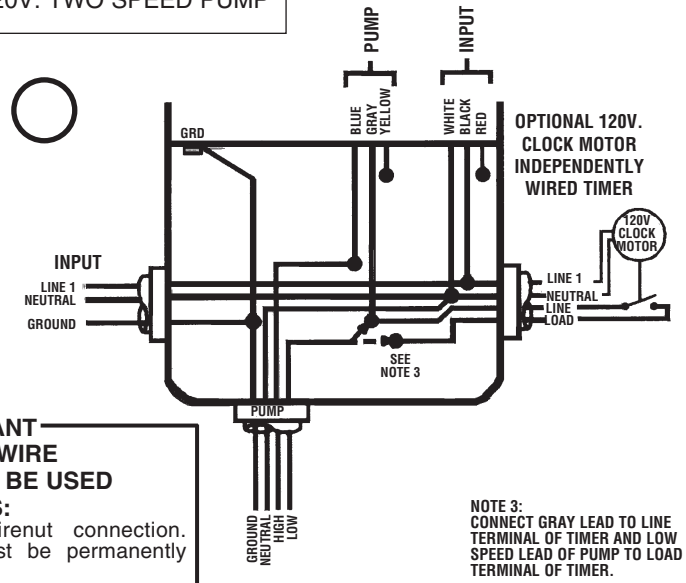 20V. TWO SPEED PUMP
PUMP
INPUT
BLUE
GRAY
YELLOW
WHITE
BLACK
RED
GRD
OPTIONAL 120V.
CLOCK MOTOR
INDEPENDENTLY
WIRED TIMER
120V
CLOCK
MOTOR
INPUT
LINE 1
NEUTRAL
GROUND
LINE 1
NEUTRAL
LINE
LOAD
SEE
NOTE 3
PUMP
GROUND
NEUTRAL
HIGH
LOW
ANT
WIRE
BE USED
S:
irenut connection.
st be permanently
NOTE 3:
CONNECT GRAY LEAD TO LINE
TERMINAL OF TIMER AND LOW
SPEED LEAD OF PUMP TO LOAD
TERMINAL OF TIMER.